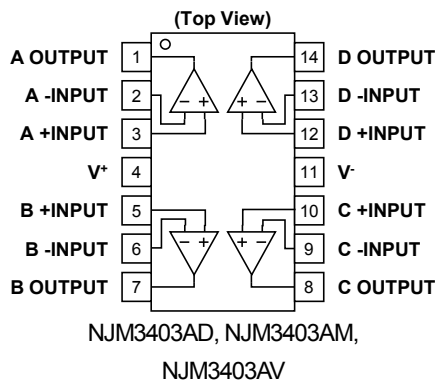 (Top View)
A OUTPUT 1 14 D OUTPUT
A -INPUT 2 - + + - 13 D -INPUT
A +INPUT 3 12 D +INPUT
V+ 4 11 V-
B +INPUT 5 10 C +INPUT
B -INPUT 6 - + + - 9 C -INPUT
B OUTPUT 7 8 C OUTPUT
NJM3403AD, NJM3403AM,
NJM3403AV